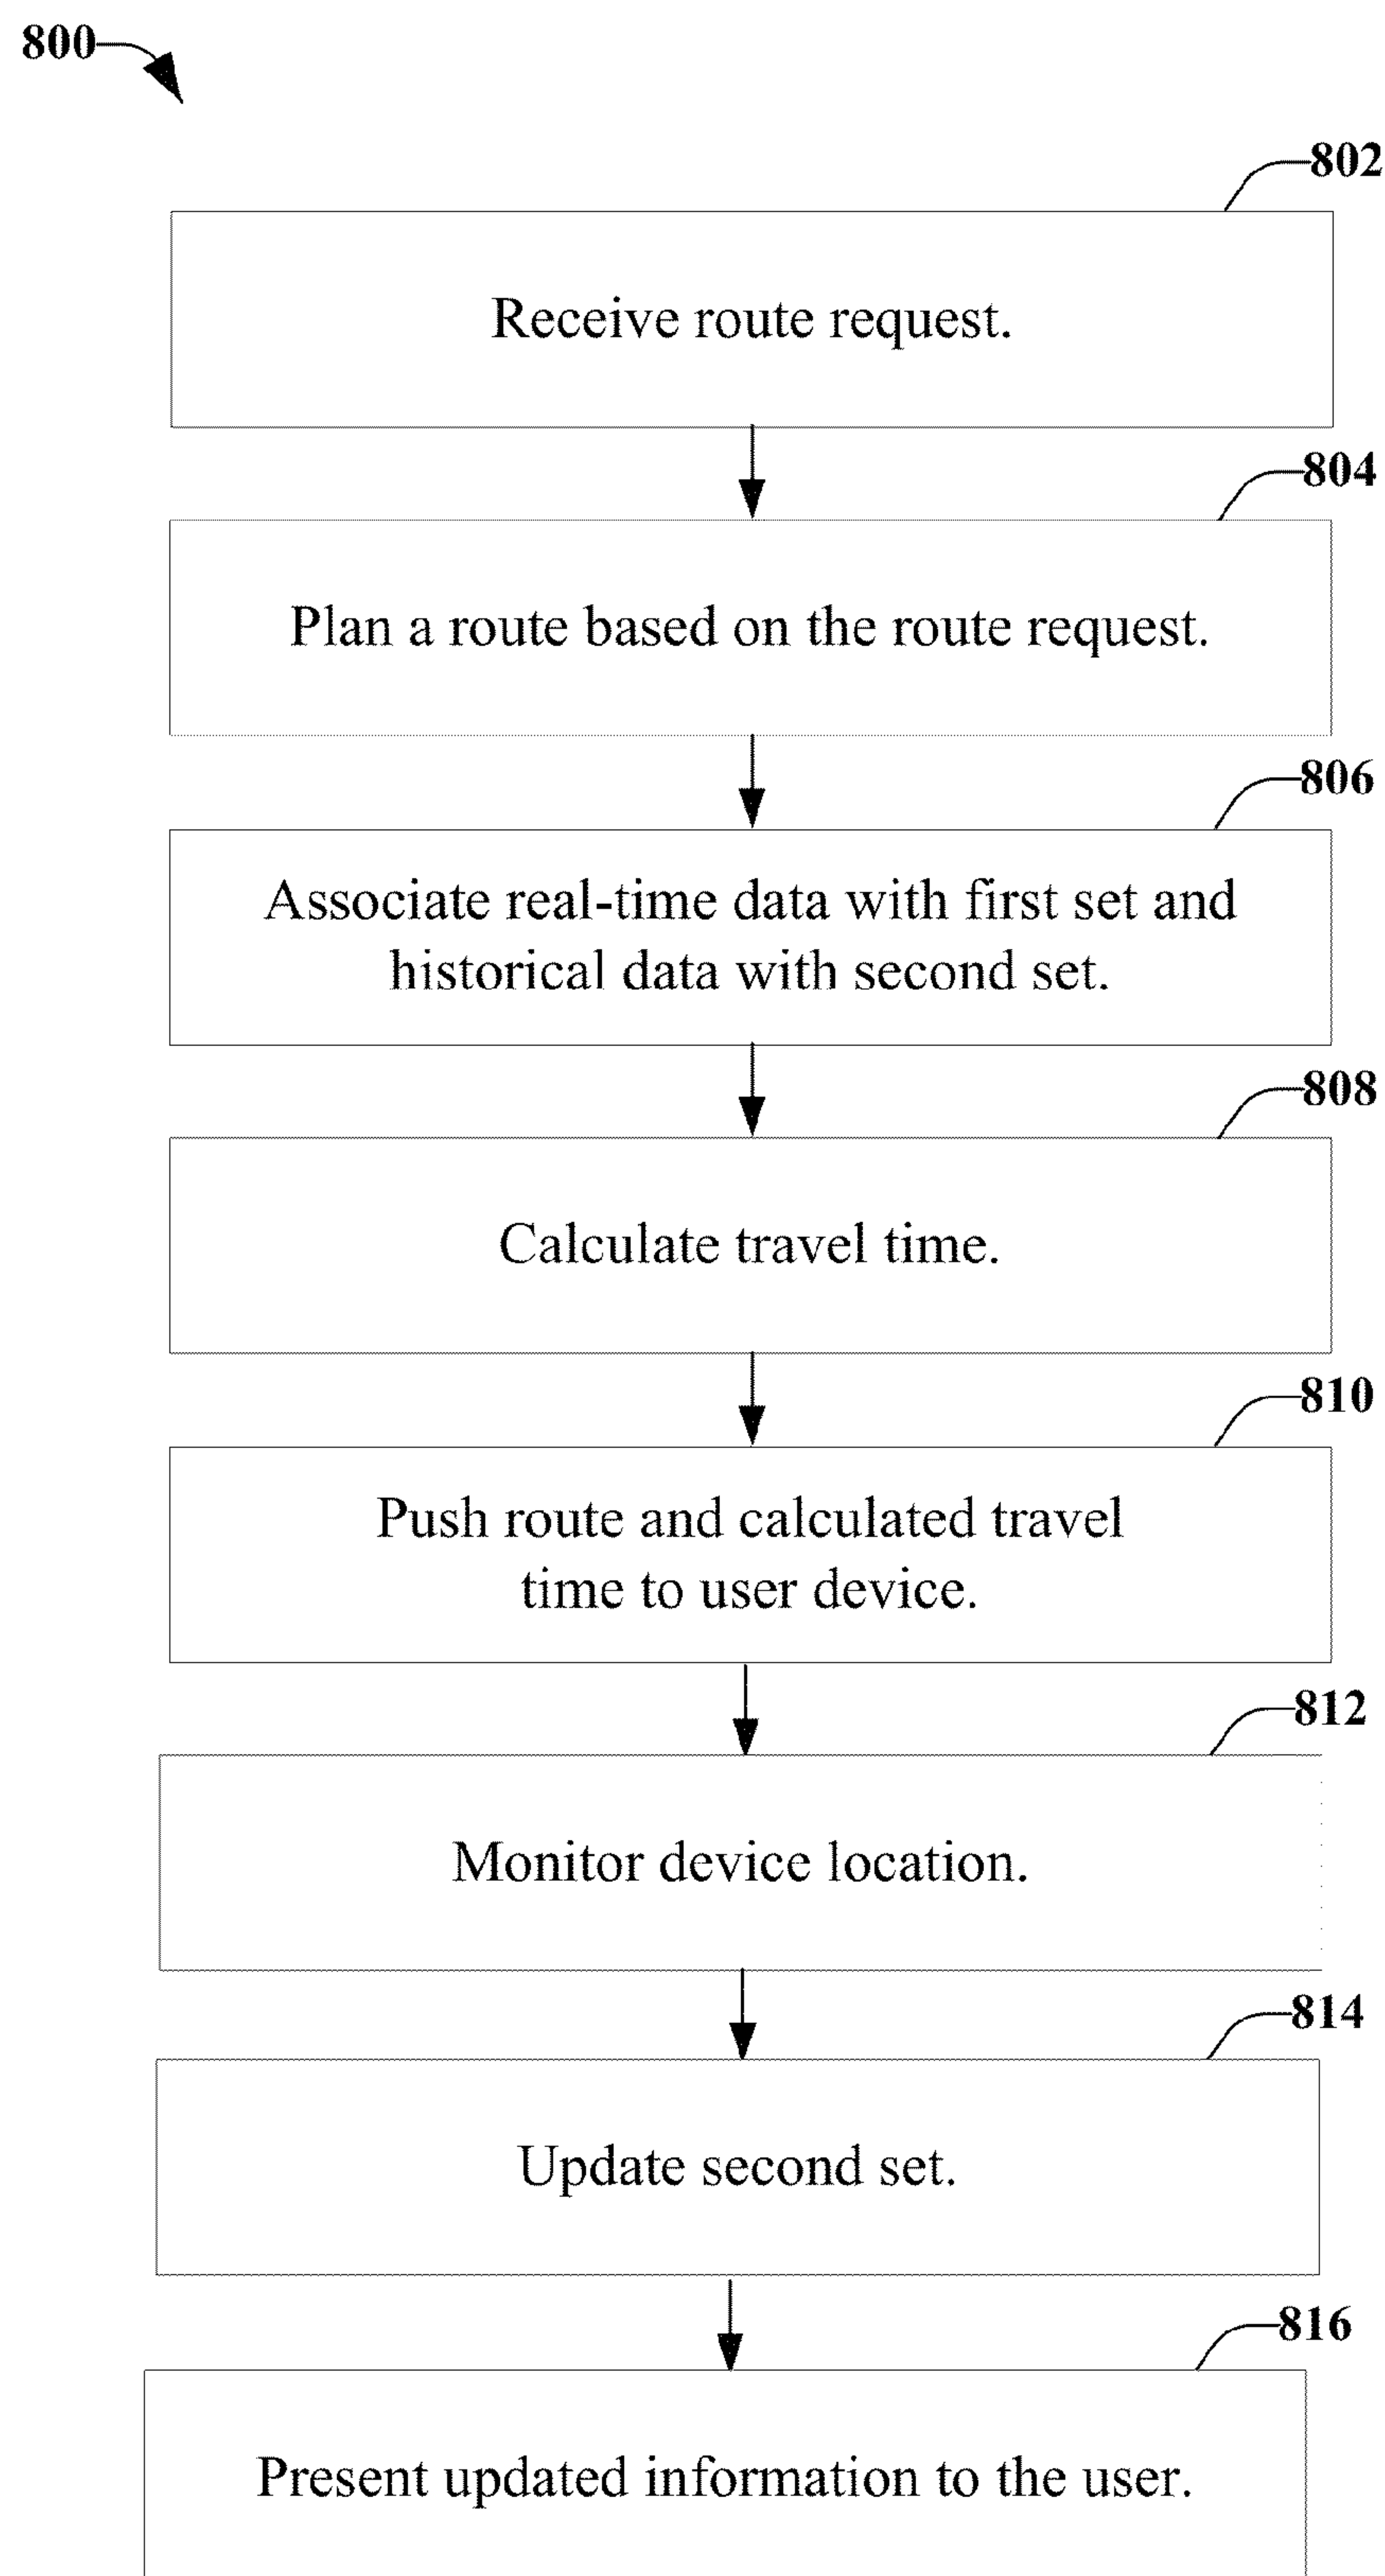 800
802
Receive route request.
804
Plan a route based on the route request.
806
Associate real-time data with first set and
historical data with second set.
808
Calculate travel time.
810
Push route and calculated travel
time to user device.
812
Monitor device location.
814
Update second set.
816
Present updated information to the user.